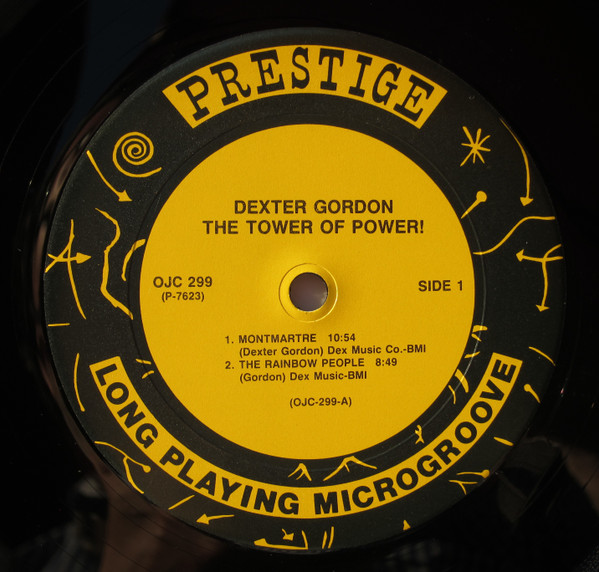 PRESTIGE
DEXTER GORDON
THE TOWER OF POWER!
OJC 299
(P-7623)
SIDE 1
1. MONTMARTRE 10:54
(Dexter Gordon) Dex Music Co.-BMI
2. THE RAINBOW PEOPLE 8:49
(Gordon) Dex Music-BMI
(OJC-299-A)
LONG PLAYING MICROGROOVE